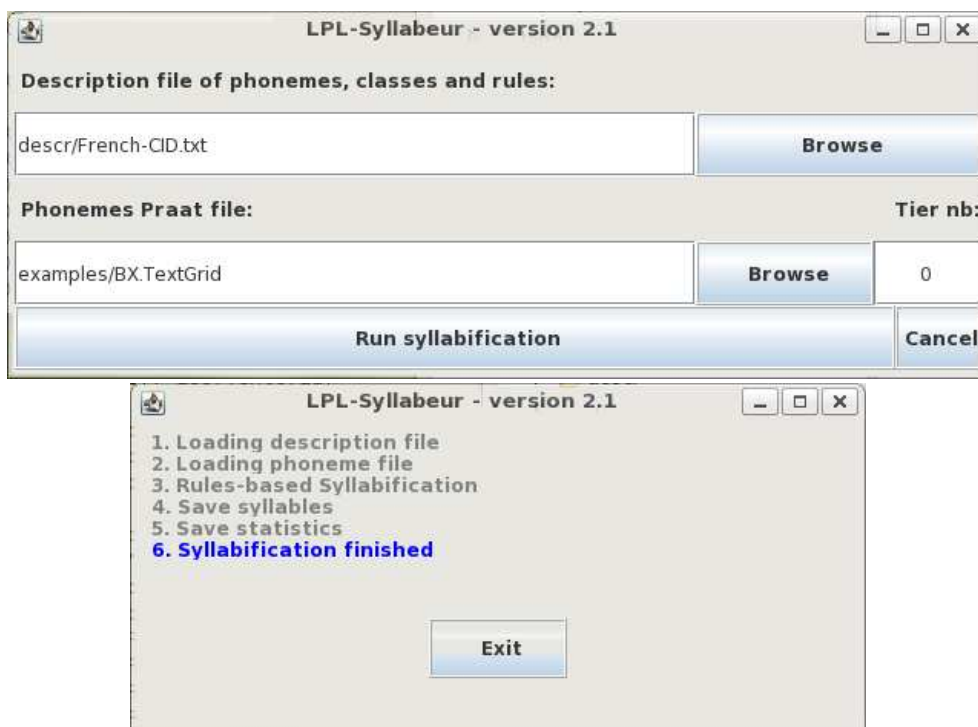 LPL-Syllabeur - version 2.1
Description file of phonemes, classes and rules:
descr/French-CID.txt Browse
Phonemes Praat file: Tier nb:
examples/BX.TextGrid Browse 0
Run syllabification Cancel
LPL-Syllabeur - version 2.1
1. Loading description file
2. Loading phoneme file
3. Rules-based Syllabification
4. Save syllables
5. Save statistics
6. Syllabification finished
Exit